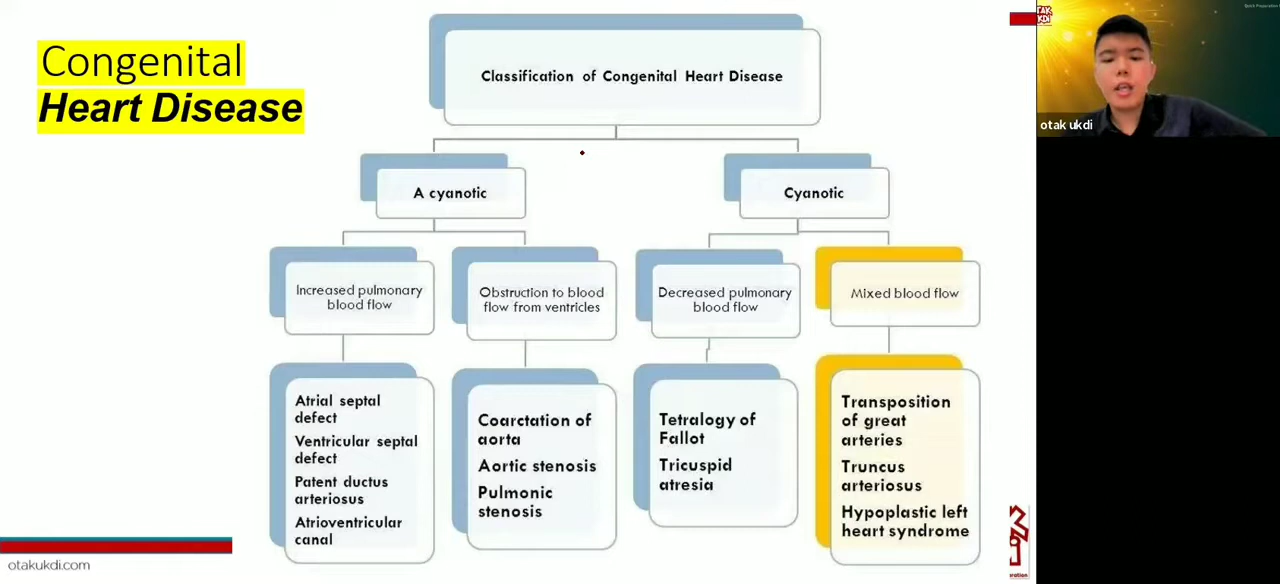 Congenital
Heart Disease
Classification of Congenital Heart Disease
A cyanotic
Cyanotic
Increased pulmonary
blood flow
Obstruction to blood
flow from ventricles
Decreased pulmonary
blood flow
Mixed blood flow
Atrial septal
defect
Ventricular septal
defect
Patent ductus
arteriosus
Atrioventricular
canal
Coarctation of
aorta
Aortic stenosis
Pulmonic
stenosis
Tetralogy of
Fallot
Tricuspid
atresia
Transposition
of great
arteries
Truncus
arteriosus
Hypoplastic left
heart syndrome
otakukdi.com
otak ukdi